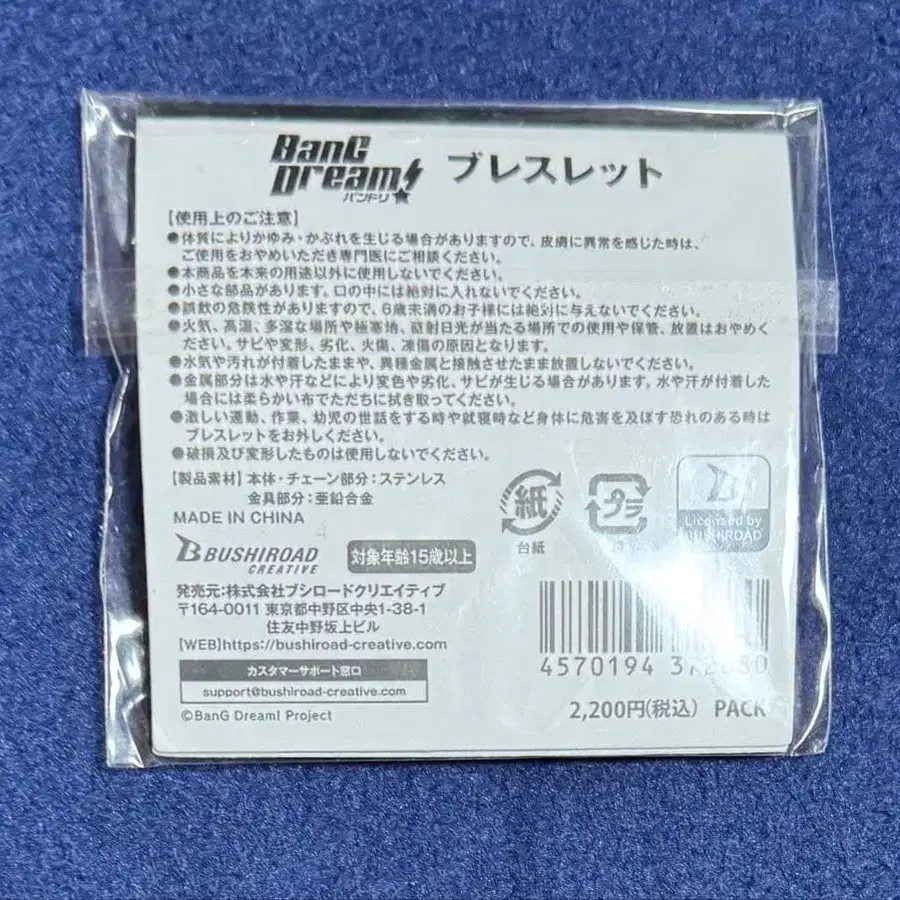 BanG Dream! バンドリ ブレスレット
【使用上のご注意】
●体質によりかゆみ・かぶれを生じる場合がありますので、皮膚に異常を感じた時は、
ご使用をおやめいただき専門医にご相談ください。
●本商品を本来の用途以外に使用しないでください。
●小さな部品があります。口の中には絶対に入れないでください。
●誤飲の危険性がありますので、6歳未満のお子様には絶対に与えないでください。
●火気、高温、多湿な場所や極寒地、直射日光が当たる場所での使用や保管、放置はおやめく
ださい。サビや変形、劣化、火傷、凍傷の原因となります。
●水気や汚れが付着したままや、異種金属と接触させたまま放置しないでください。
●金属部分は水や汗などにより変色や劣化、サビが生じる場合があります。水や汗が付着した
場合には柔らかい布でただちに拭き取ってください。
●激しい運動、作業、幼児の世話をする時や就寝時など身体に危害を及ぼす恐れのある時は
ブレスレットをお外しください。
●破損及び変形したものは使用しないでください。
【製品素材】本体・チェーン部分：ステンレス
金具部分：亜鉛合金
MADE IN CHINA
紙
台紙
プラ
B
Licensed by
BUSHIROAD
BUSHIROAD
CREATIVE
対象年齢15歳以上
発売元：株式会社ブシロードクリエイティブ
〒164-0011 東京都中野区中央1-38-1
住友中野坂上ビル
【WEB】https://bushiroad-creative.com
カスタマーサポート窓口
support@bushiroad-creative.com
©BanG Dream! Project
4570194
2,200円(税込) PACK